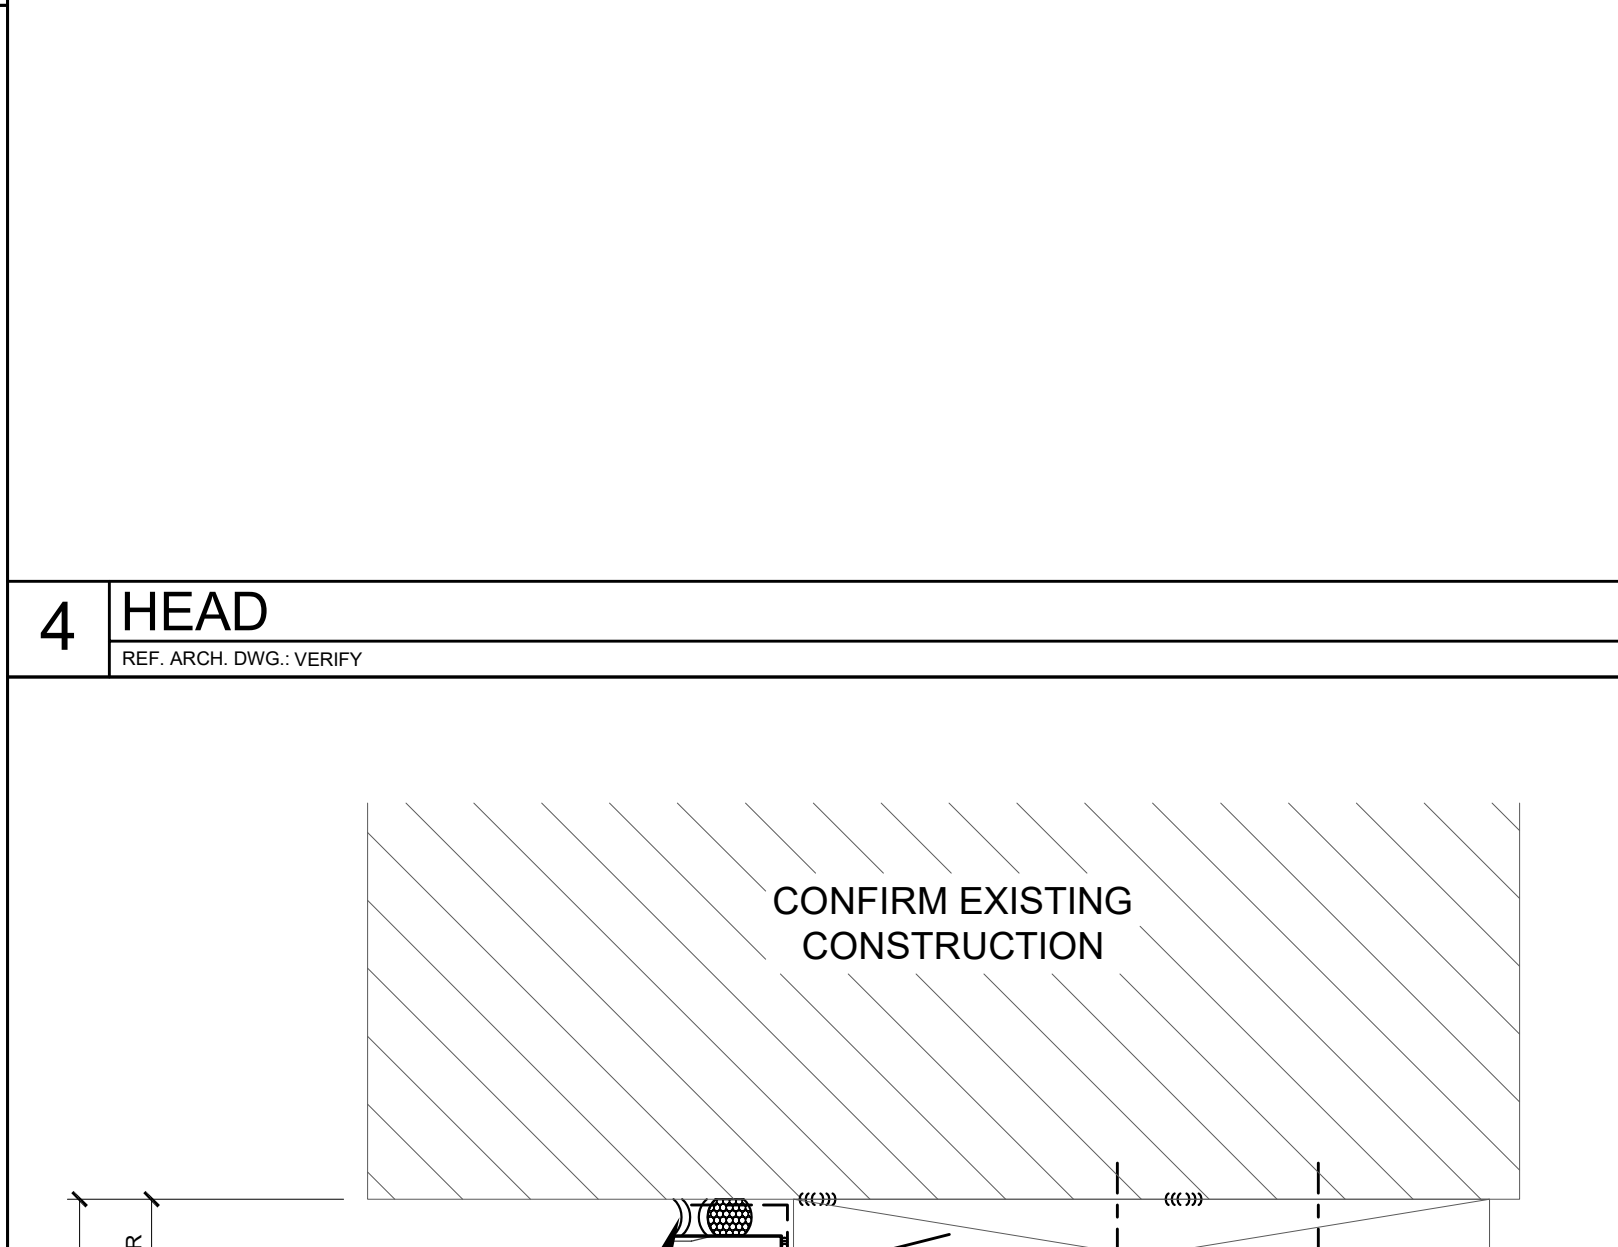 4
HEAD
REF. ARCH. DWG.: VERIFY
CONFIRM EXISTING
CONSTRUCTION
R